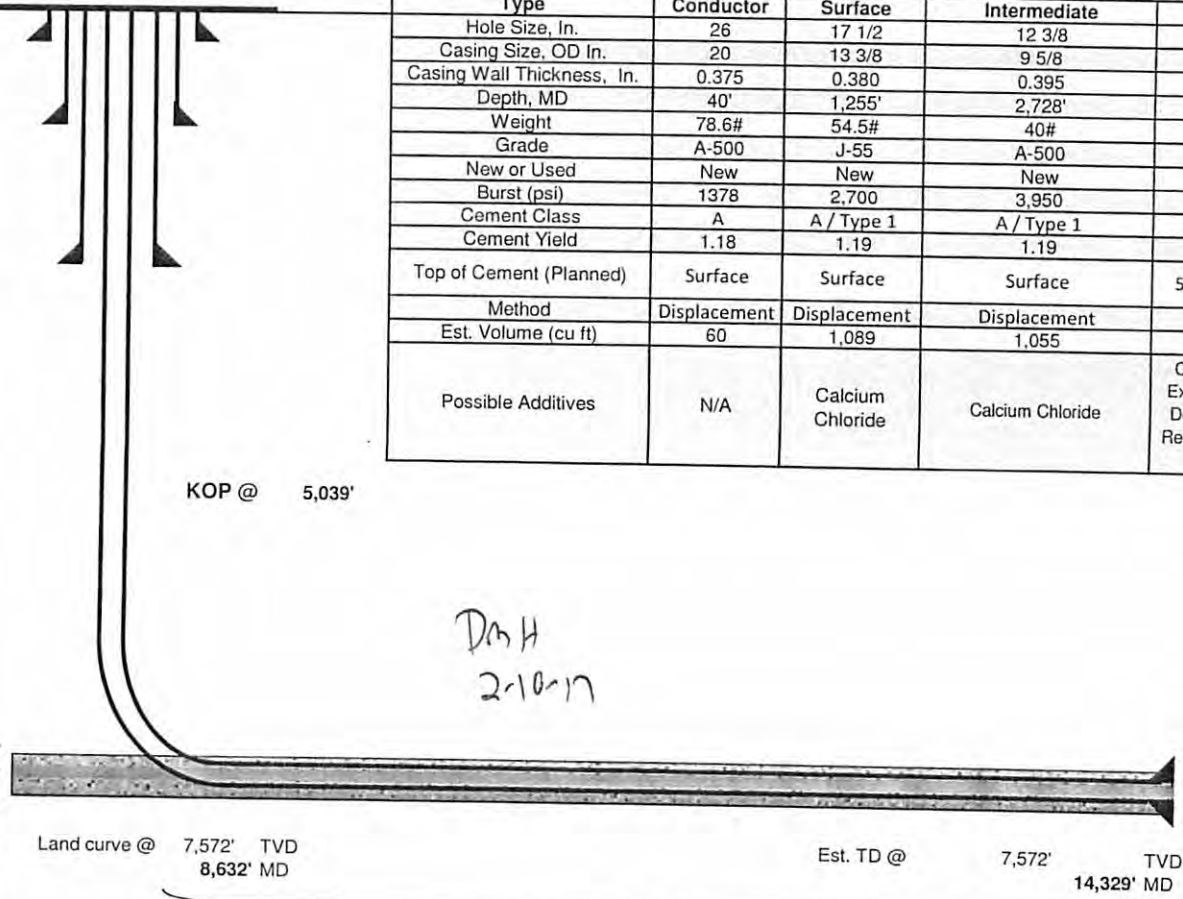 Type Conductor Surface Intermediate
Hole Size, In. 26 17 1/2 12 3/8
Casing Size, OD In. 20 13 3/8 9 5/8
Casing Wall Thickness, In. 0.375 0.380 0.395
Depth, MD 40' 1,255' 2,728'
Weight 78.6# 54.5# 40#
Grade A-500 J-55 A-500
New or Used New New New
Burst (psi) 1378 2,700 3,950
Cement Class A A / Type 1 A / Type 1
Cement Yield 1.18 1.19 1.19
Top of Cement (Planned) Surface Surface Surface 5
Method Displacement Displacement Displacement
Est. Volume (cu ft) 60 1,089 1,055
Possible Additives N/A Calcium Chloride Calcium Chloride
KOP @ 5,039'
DMH
2-10-17
Land curve @ 7,572' TVD
8,632' MD
Est. TD @ 7,572' TVD
14,329' MD